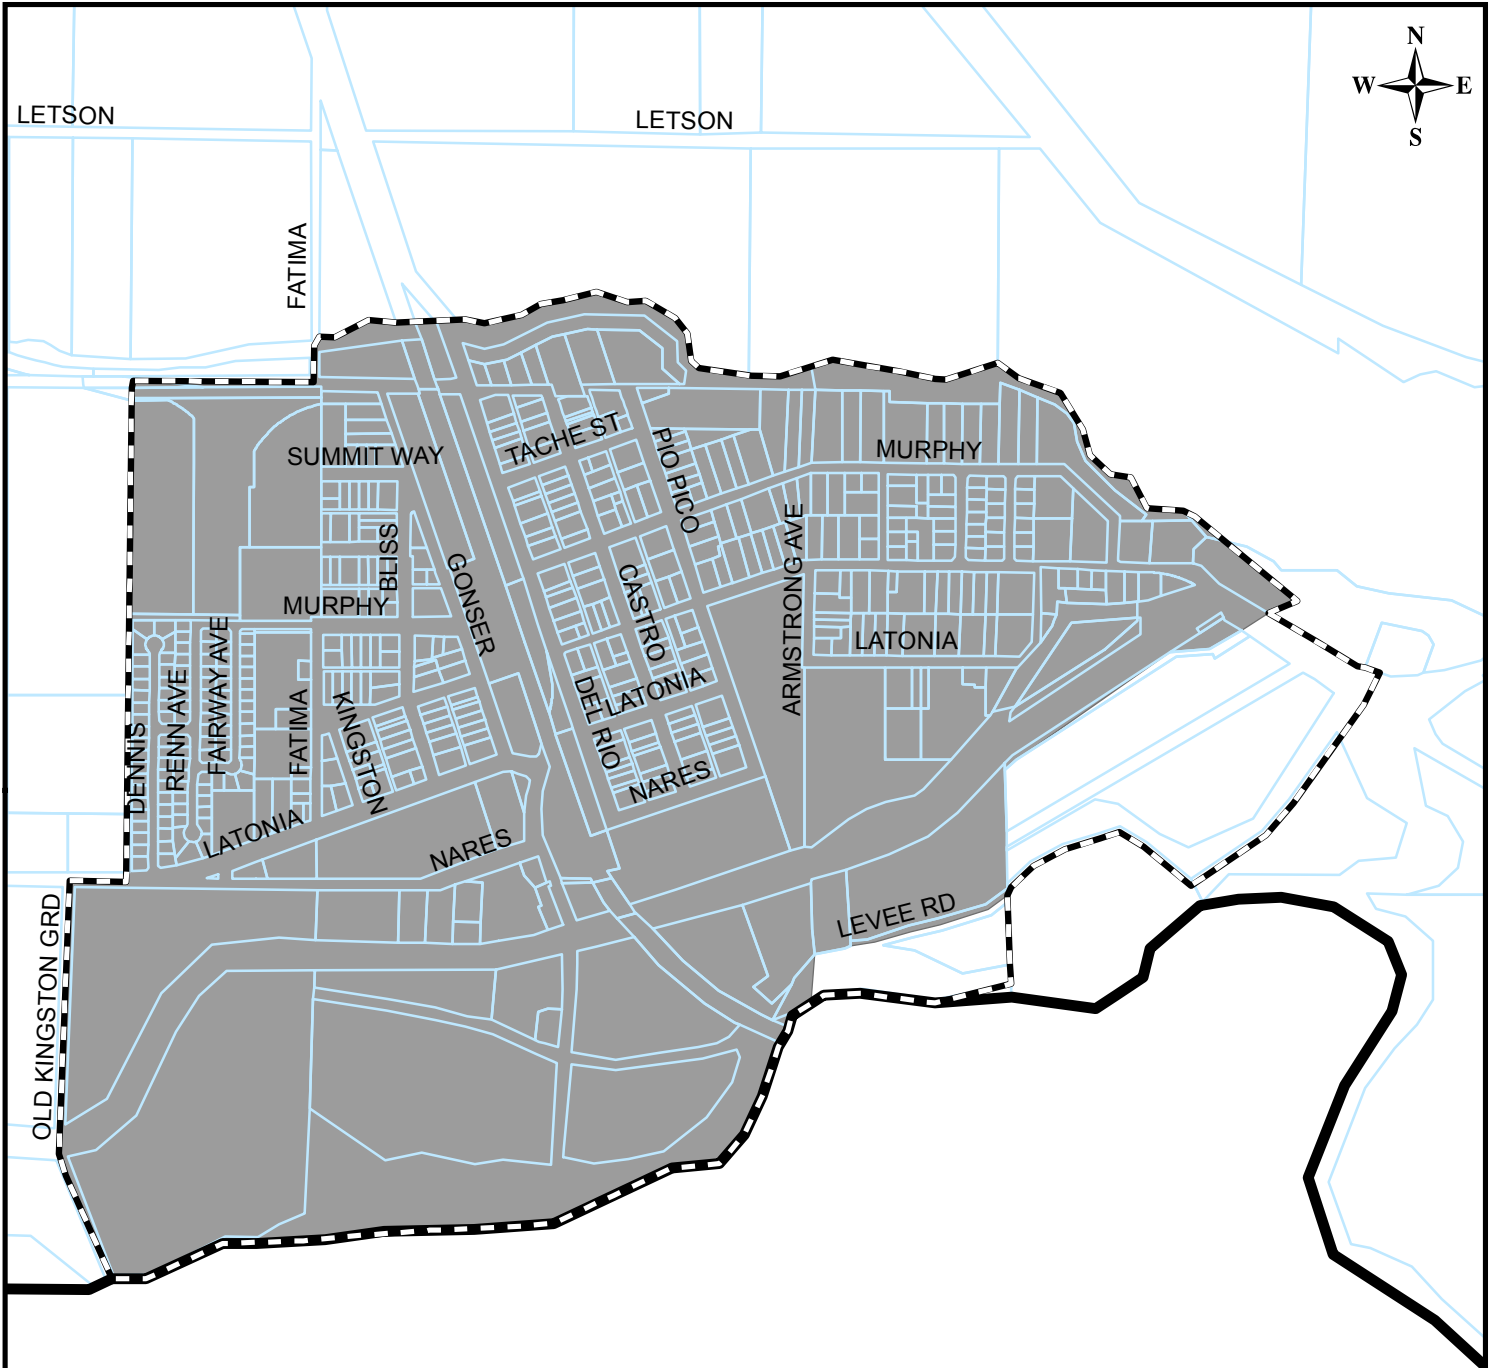 N
W E
S
LETSON
LETSON
FATIMA
TACHE ST
PIO PICO
MURPHY
SUMMIT WAY
BLISS
GONSER
ARMSTRONG AVE
CASTRO
MURPHY
LATONIA
FAIRWAY AVE
RENN AVE
DENNIS
FATIMA
KINGSTON
DEL RIO
LATONIA
NARES
LATONIA
NARES
LEVEE RD
OLD KINGSTON GRD